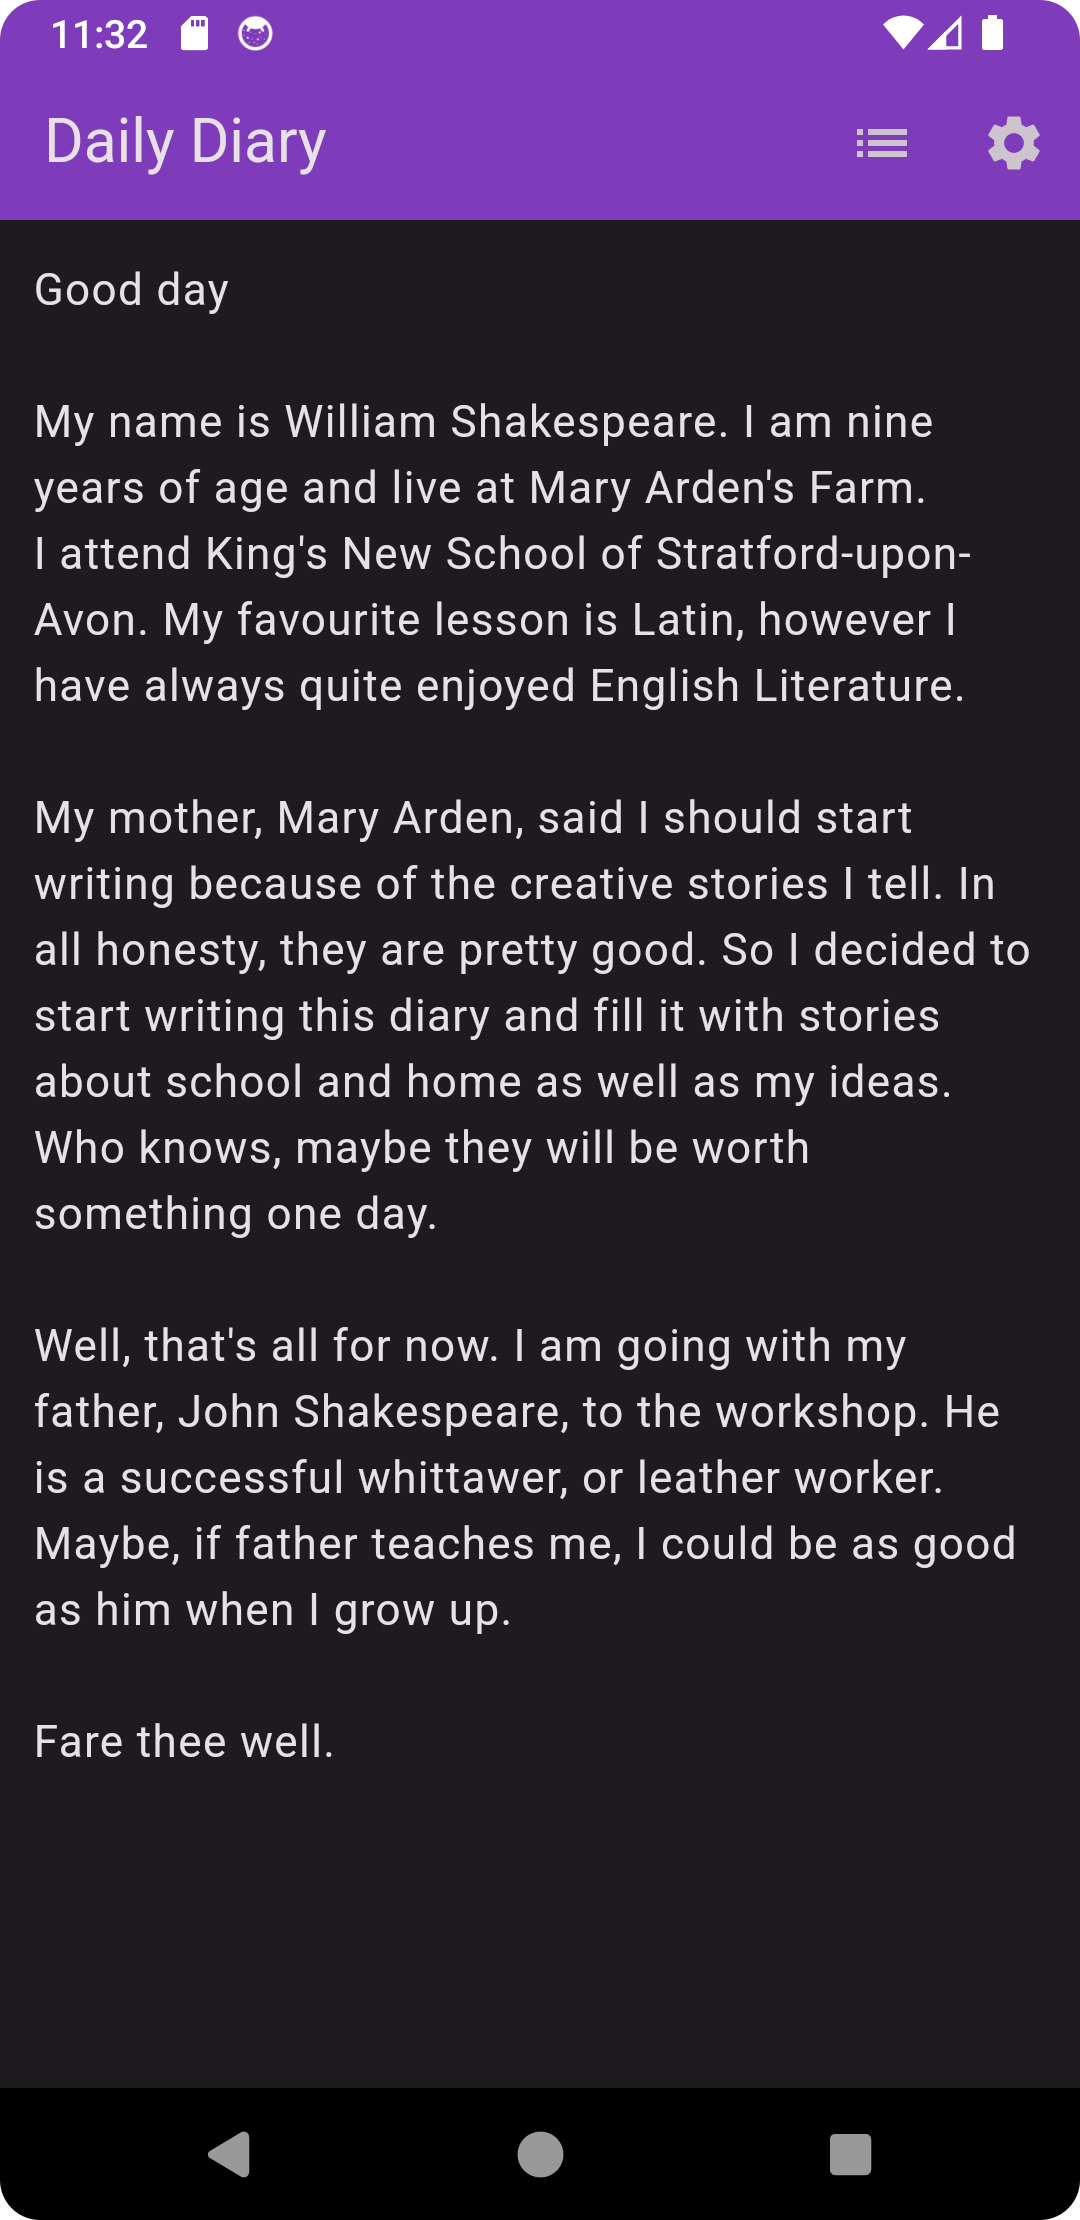 11:32
Daily Diary
Good day
My name is William Shakespeare. I am nine
years of age and live at Mary Arden's Farm.
I attend King's New School of Stratford-upon-
Avon. My favourite lesson is Latin, however I
have always quite enjoyed English Literature.
My mother, Mary Arden, said I should start
writing because of the creative stories I tell. In
all honesty, they are pretty good. So I decided to
start writing this diary and fill it with stories
about school and home as well as my ideas.
Who knows, maybe they will be worth
something one day.
Well, that's all for now. I am going with my
father, John Shakespeare, to the workshop. He
is a successful whittawer, or leather worker.
Maybe, if father teaches me, I could be as good
as him when I grow up.
Fare thee well.